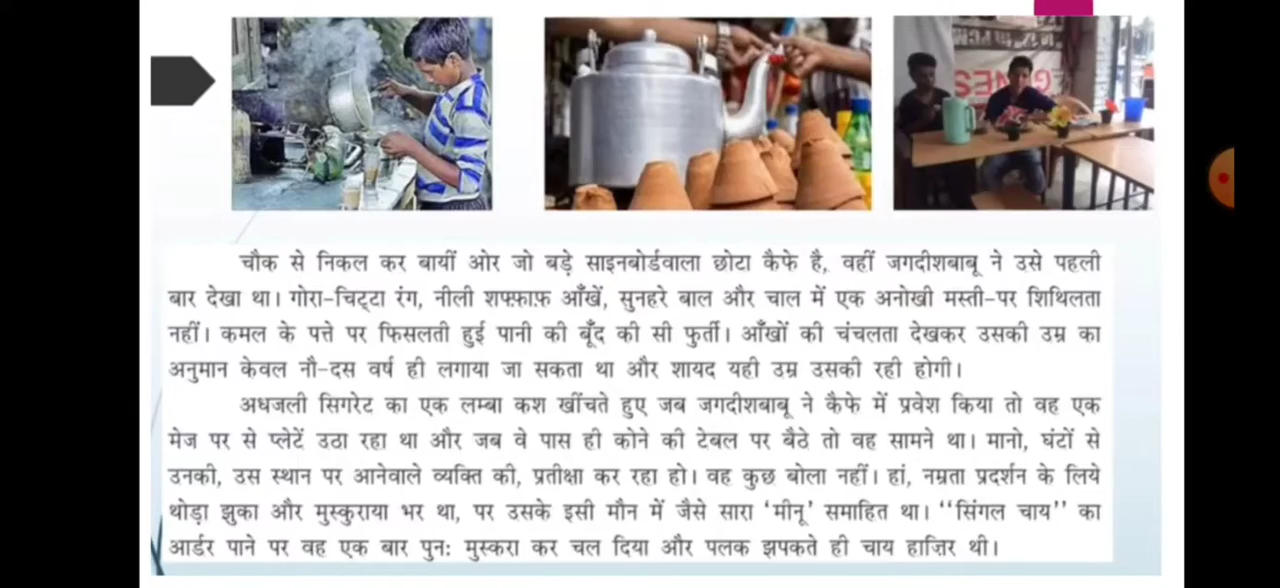 चौक से निकल कर बायीं ओर जो बड़े साइनबोर्डवाला छोटा कैफे है, वहीं जगदीशबाबू ने उसे पहली
बार देखा था। गोरा-चिट्टा रंग, नीली शफ़्फ़ाफ़ आँखें, सुनहरे बाल और चाल में एक अनोखी मस्ती-पर शिथिलता
नहीं। कमल के पत्ते पर फिसलती हुई पानी की बूँद की सी फुर्ती। आँखों की चंचलता देखकर उसकी उम्र का
अनुमान केवल नौ-दस वर्ष ही लगाया जा सकता था और शायद यही उम्र उसकी रही होगी।
अधजली सिगरेट का एक लम्बा कश खींचते हुए जब जगदीशबाबू ने कैफे में प्रवेश किया तो वह एक
मेज पर से प्लेटें उठा रहा था और जब वे पास ही कोने की टेबल पर बैठे तो वह सामने था। मानो, घंटों से
उनकी, उस स्थान पर आनेवाले व्यक्ति की, प्रतीक्षा कर रहा हो। वह कुछ बोला नहीं। हां, नम्रता प्रदर्शन के लिये
थोड़ा झुका और मुस्कुराया भर था, पर उसके इसी मौन में जैसे सारा ‘मीनू’ समाहित था। “सिंगल चाय” का
आर्डर पाने पर वह एक बार पुनः मुस्करा कर चल दिया और पलक झपकते ही चाय हाज़िर थी।